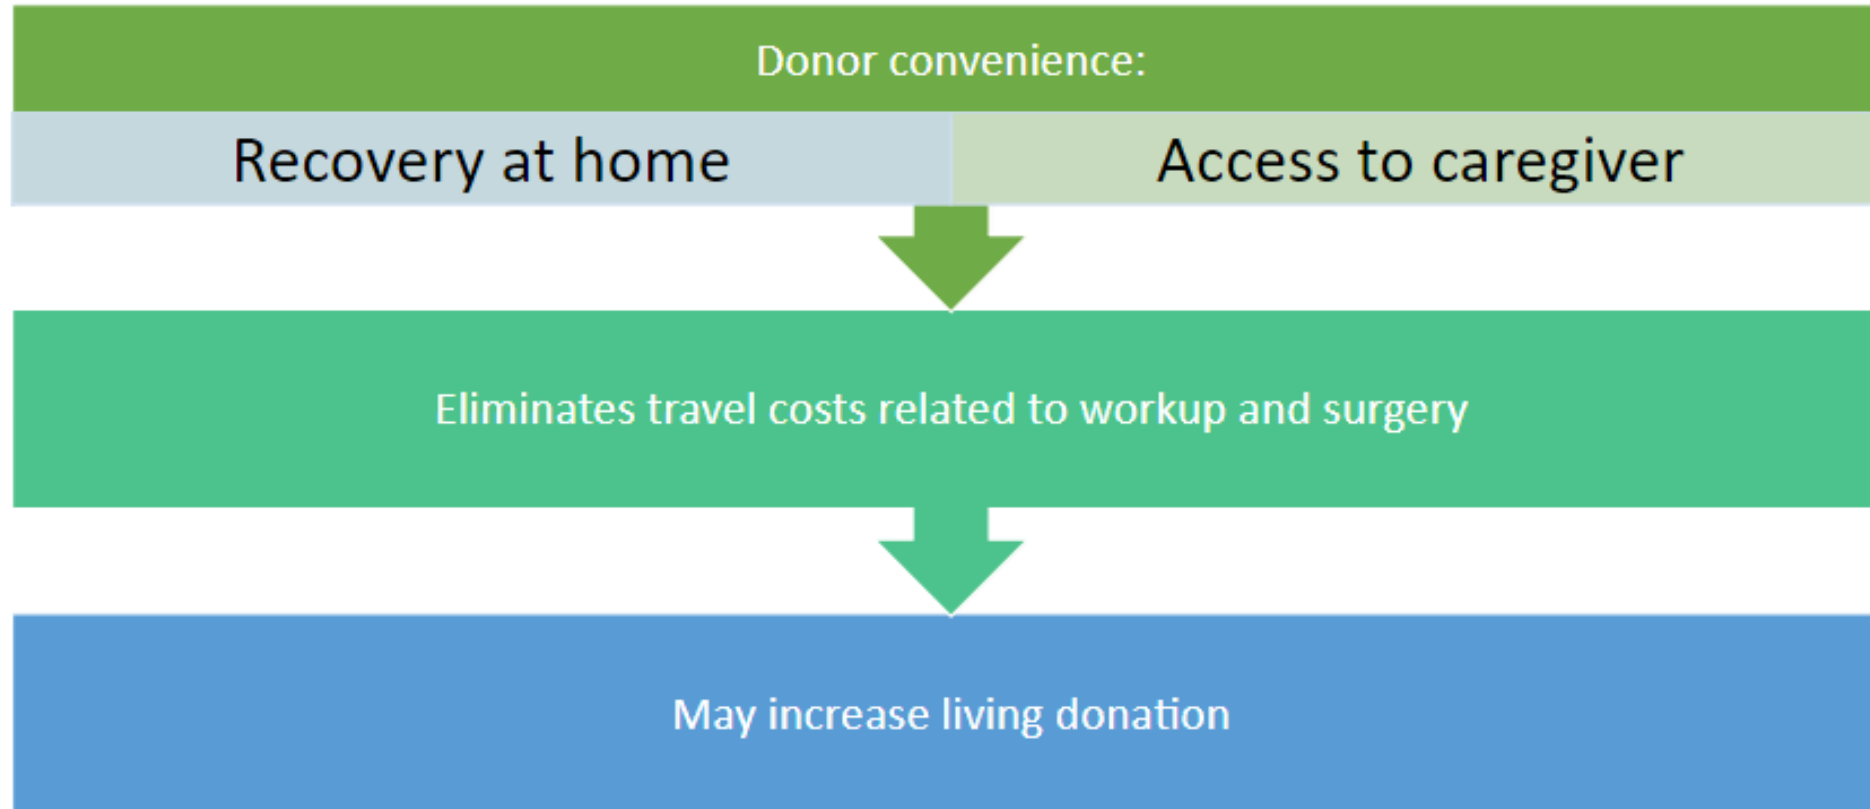 Donor convenience:
Recovery at home
Access to caregiver
Eliminates travel costs related to workup and surgery
May increase living donation